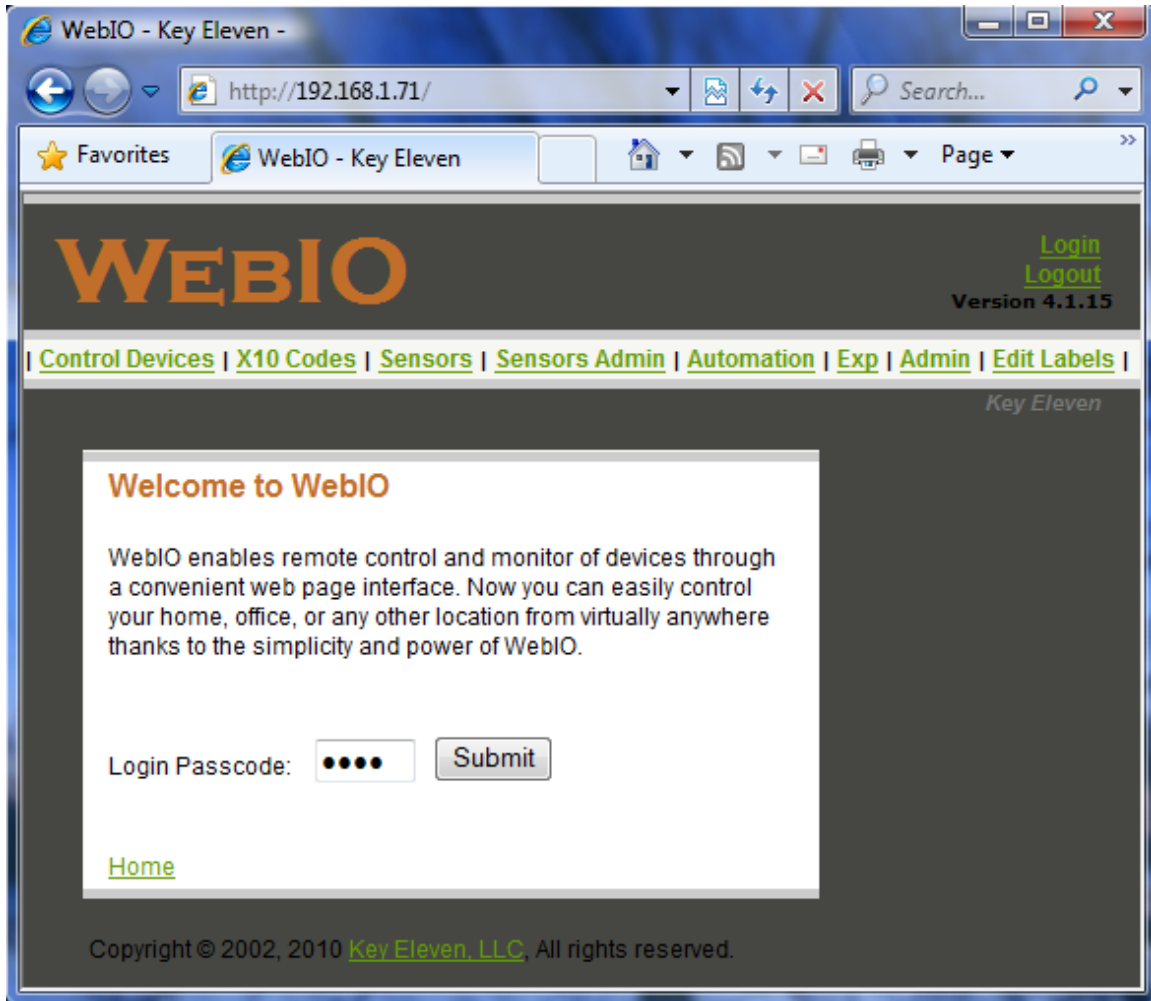 WebIO - Key Eleven -
http://192.168.1.71/
Search...
Favorites
WebIO - Key Eleven
Page
»
WEBIO
Login
Logout
Version 4.1.15
| Control Devices | X10 Codes | Sensors | Sensors Admin | Automation | Exp | Admin | Edit Labels |
Key Eleven
Welcome to WebIO
WebIO enables remote control and monitor of devices through
a convenient web page interface. Now you can easily control
your home, office, or any other location from virtually anywhere
thanks to the simplicity and power of WebIO.
Login Passcode: •••• Submit
Home
Copyright © 2002, 2010 Key Eleven, LLC, All rights reserved.